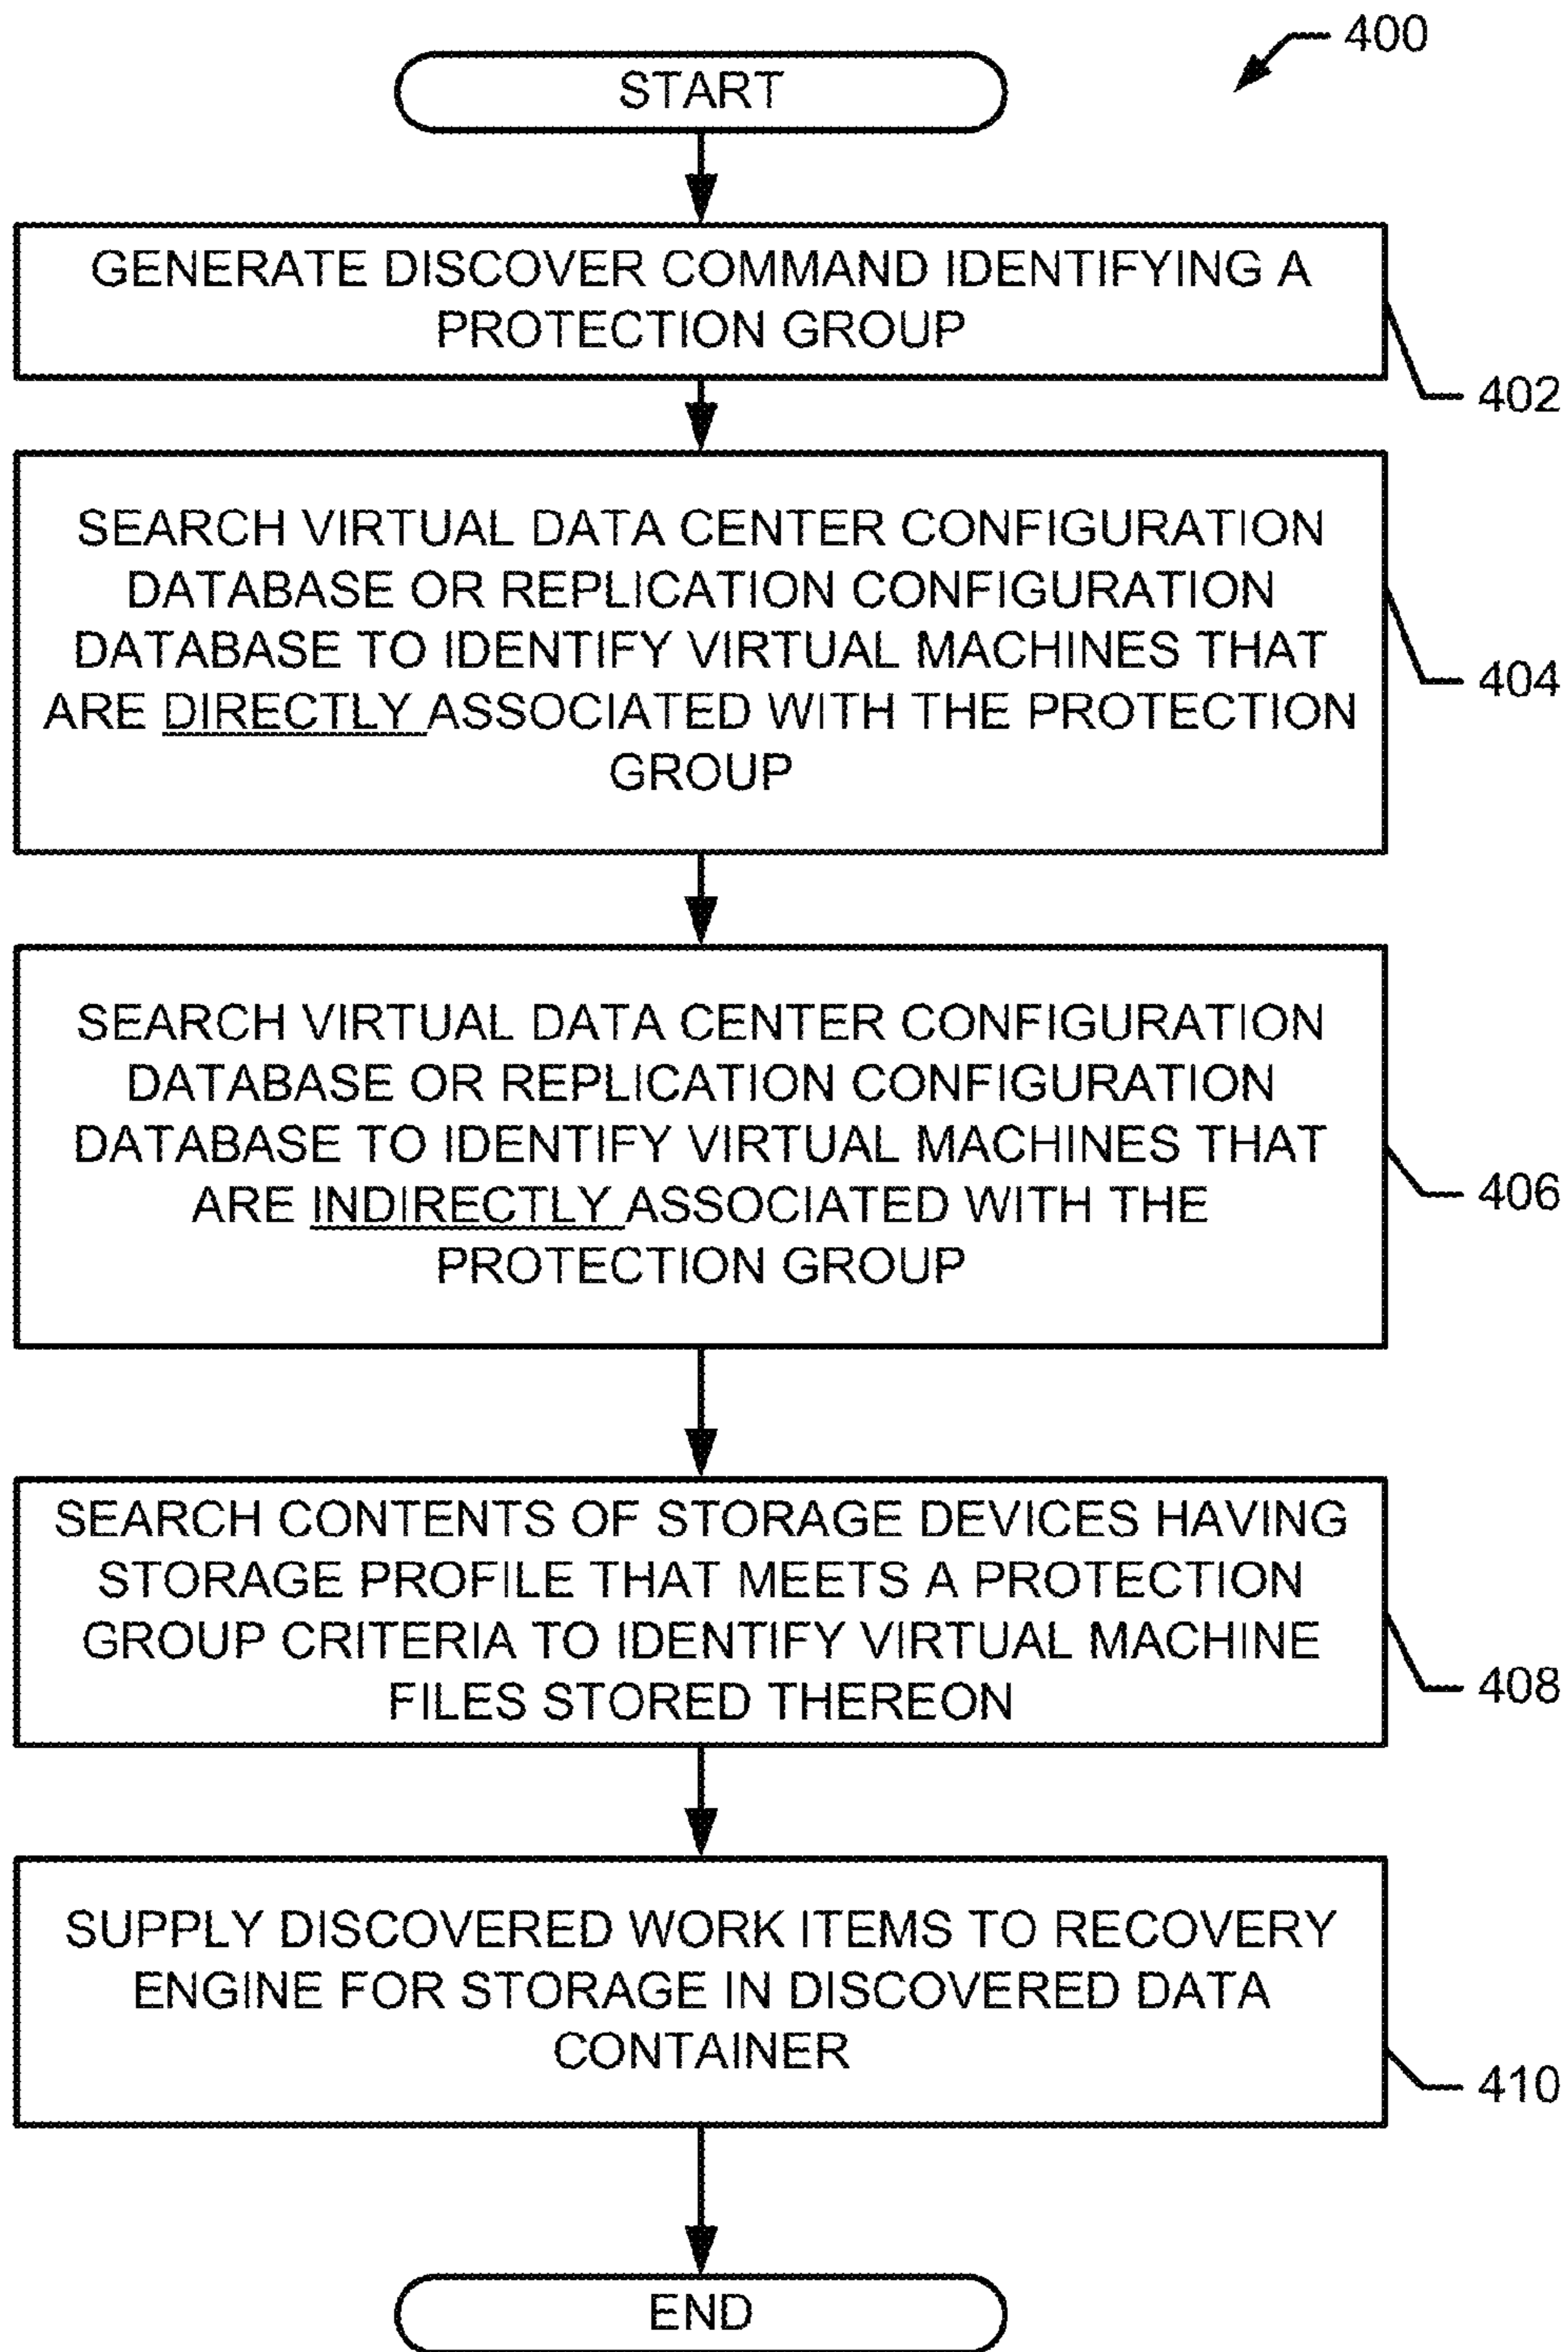 400
START
GENERATE DISCOVER COMMAND IDENTIFYING A
PROTECTION GROUP
402
SEARCH VIRTUAL DATA CENTER CONFIGURATION
DATABASE OR REPLICATION CONFIGURATION
DATABASE TO IDENTIFY VIRTUAL MACHINES THAT
ARE DIRECTLY ASSOCIATED WITH THE PROTECTION
GROUP
404
SEARCH VIRTUAL DATA CENTER CONFIGURATION
DATABASE OR REPLICATION CONFIGURATION
DATABASE TO IDENTIFY VIRTUAL MACHINES THAT
ARE INDIRECTLY ASSOCIATED WITH THE
PROTECTION GROUP
406
SEARCH CONTENTS OF STORAGE DEVICES HAVING
STORAGE PROFILE THAT MEETS A PROTECTION
GROUP CRITERIA TO IDENTIFY VIRTUAL MACHINE
FILES STORED THEREON
408
SUPPLY DISCOVERED WORK ITEMS TO RECOVERY
ENGINE FOR STORAGE IN DISCOVERED DATA
CONTAINER
410
END